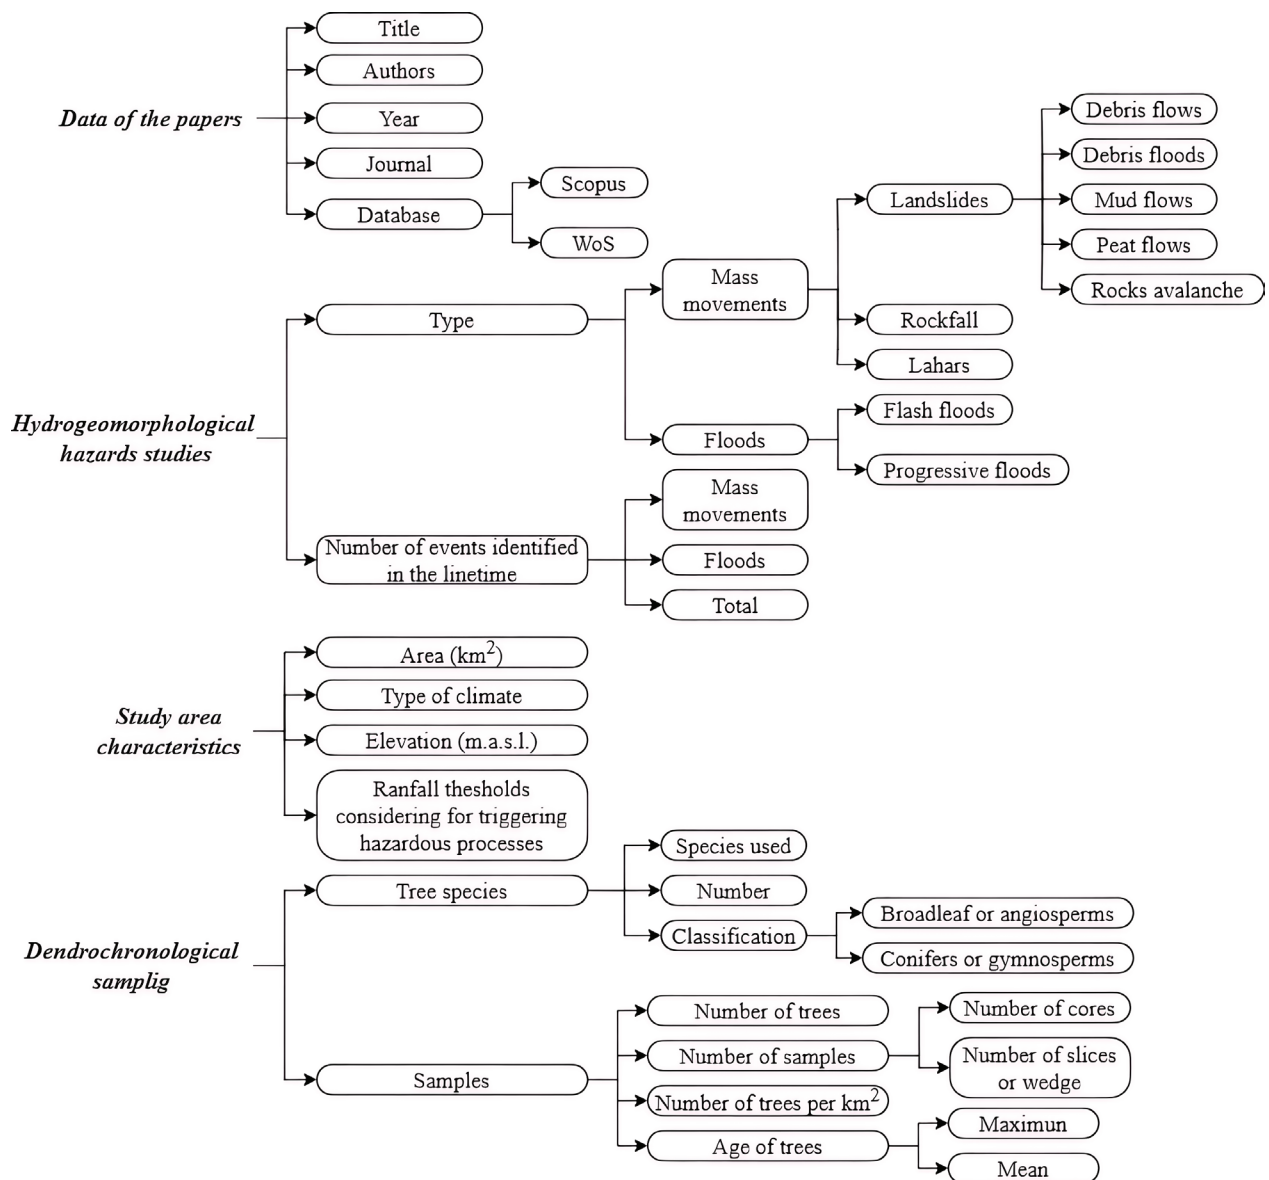 Data of the papers
Title
Authors
Year
Journal
Database
Scopus
WoS
Hydrogeomorphological
hazards studies
Type
Mass
movements
Landslides
Debris flows
Debris floods
Mud flows
Peat flows
Rocks avalanche
Rockfall
Lahars
Floods
Flash floods
Progressive floods
Number of events identified
in the linetime
Mass
movements
Floods
Total
Study area
characteristics
Area (km²)
Type of climate
Elevation (m.a.s.l.)
Ranfall thesholds
considering for triggering
hazardous processes
Dendrochronological
samplig
Tree species
Species used
Number
Classification
Broadleaf or angiosperms
Conifers or gymnosperms
Samples
Number of trees
Number of samples
Number of cores
Number of slices
or wedge
Number of trees per km²
Age of trees
Maximun
Mean